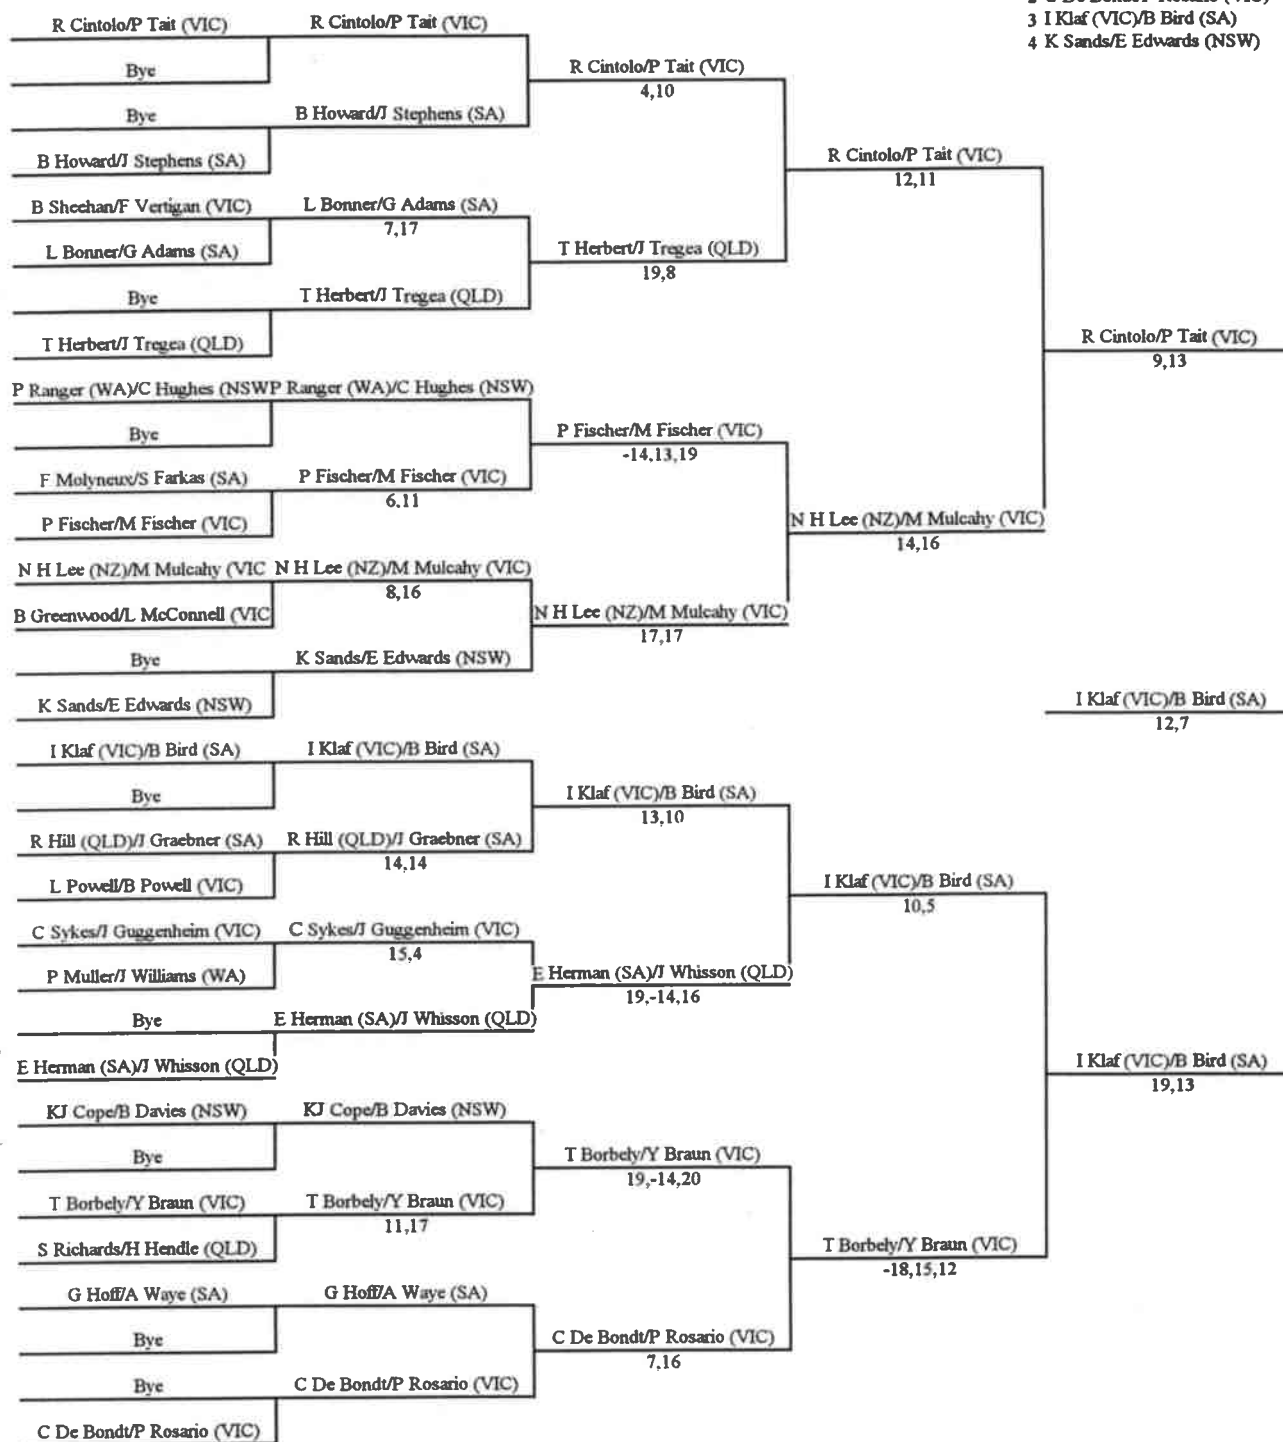 3 I Klaf (VIC)/B Bird (SA)
4 K Sands/E Edwards (NSW)
R Cintolo/P Tait (VIC)
Bye
Bye
B Howard/J Stephens (SA)
B Sheehan/F Vertigan (VIC)
L Bonner/G Adams (SA)
Bye
T Herbert/J Tregea (QLD)
P Ranger (WA)/C Hughes (NSW
Bye
F Molyneux/S Farkas (SA)
P Fischer/M Fischer (VIC)
N H Lee (NZ)/M Mulcahy (VIC
B Greenwood/L McConnell (VIC
Bye
K Sands/E Edwards (NSW)
I Klaf (VIC)/B Bird (SA)
Bye
R Hill (QLD)/J Graebner (SA)
L Powell/B Powell (VIC)
C Sykes/J Guggenheim (VIC)
P Muller/J Williams (WA)
Bye
E Herman (SA)/J Whisson (QLD)
KJ Cope/B Davies (NSW)
Bye
T Borbely/Y Braun (VIC)
S Richards/H Hendle (QLD)
G Hoff/A Waye (SA)
Bye
Bye
C De Bondt/P Rosario (VIC)
R Cintolo/P Tait (VIC)
B Howard/J Stephens (SA)
L Bonner/G Adams (SA)
7,17
T Herbert/J Tregea (QLD)
P Ranger (WA)/C Hughes (NSW)
P Fischer/M Fischer (VIC)
6,11
N H Lee (NZ)/M Mulcahy (VIC)
8,16
K Sands/E Edwards (NSW)
I Klaf (VIC)/B Bird (SA)
R Hill (QLD)/J Graebner (SA)
14,14
C Sykes/J Guggenheim (VIC)
15,4
E Herman (SA)/J Whisson (QLD)
KJ Cope/B Davies (NSW)
T Borbely/Y Braun (VIC)
11,17
G Hoff/A Waye (SA)
C De Bondt/P Rosario (VIC)
R Cintolo/P Tait (VIC)
4,10
T Herbert/J Tregea (QLD)
19,8
P Fischer/M Fischer (VIC)
-14,13,19
N H Lee (NZ)/M Mulcahy (VIC)
17,17
I Klaf (VIC)/B Bird (SA)
13,10
E Herman (SA)/J Whisson (QLD)
19,-14,16
T Borbely/Y Braun (VIC)
19,-14,20
C De Bondt/P Rosario (VIC)
7,16
R Cintolo/P Tait (VIC)
12,11
N H Lee (NZ)/M Mulcahy (VIC)
14,16
I Klaf (VIC)/B Bird (SA)
10,5
T Borbely/Y Braun (VIC)
-18,15,12
R Cintolo/P Tait (VIC)
9,13
I Klaf (VIC)/B Bird (SA)
12,7
I Klaf (VIC)/B Bird (SA)
19,13